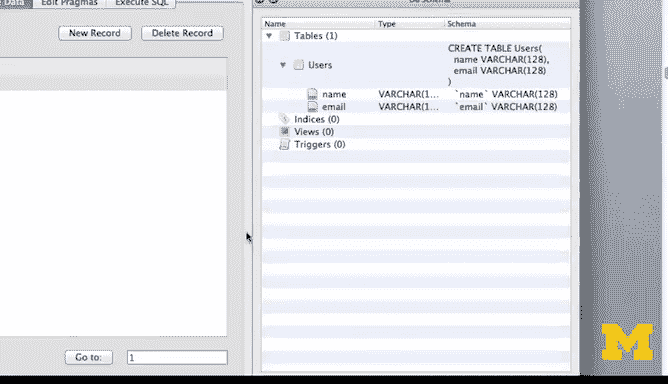 Data
Edit Pragmas
Execute SQL
New Record
Delete Record
Go to:
1
Name
Type
Schema
Tables (1)
Users
CREATE TABLE Users(
name VARCHAR(128),
email VARCHAR(128)
)
name
VARCHAR(1...
`name` VARCHAR(128)
email
VARCHAR(1...
`email` VARCHAR(128)
Indices (0)
Views (0)
Triggers (0)
M